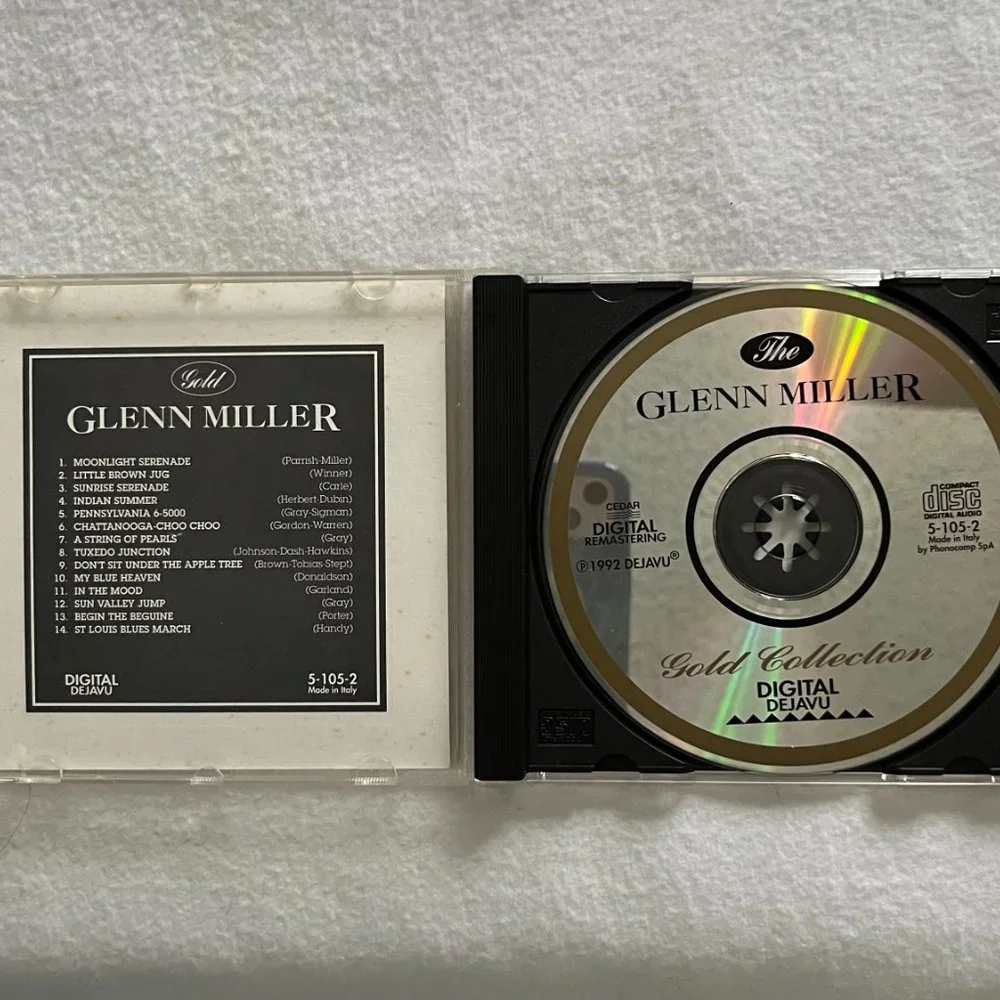 Gold
GLENN MILLER
1. MOONLIGHT SERENADE (Parrish-Miller)
2. LITTLE BROWN JUG (Winner)
3. SUNRISE SERENADE (Carle)
4. INDIAN SUMMER (Herbert-Dubin)
5. PENNSYLVANIA 6-5000 (Gray-Sigman)
6. CHATTANOOGA-CHOO CHOO (Gordon-Warren)
7. A STRING OF PEARLS (Gray)
8. TUXEDO JUNCTION (Johnson-Dash-Hawkins)
9. DON'T SIT UNDER THE APPLE TREE (Brown-Tobias-Stept)
10. MY BLUE HEAVEN (Donaldson)
11. IN THE MOOD (Garland)
12. SUN VALLEY JUMP (Gray)
13. BEGIN THE BEGUINE (Porter)
14. ST LOUIS BLUES MARCH (Handy)
DIGITAL
DEJAVU
5-105-2
Made in Italy
The
GLENN MILLER
CEDAR
DIGITAL
REMASTERING
℗1992 DEJAVU®
COMPACT
disc
DIGITAL AUDIO
5-105-2
Made in Italy
by Phonocomp SpA
Gold Collection
DIGITAL
DEJAVU